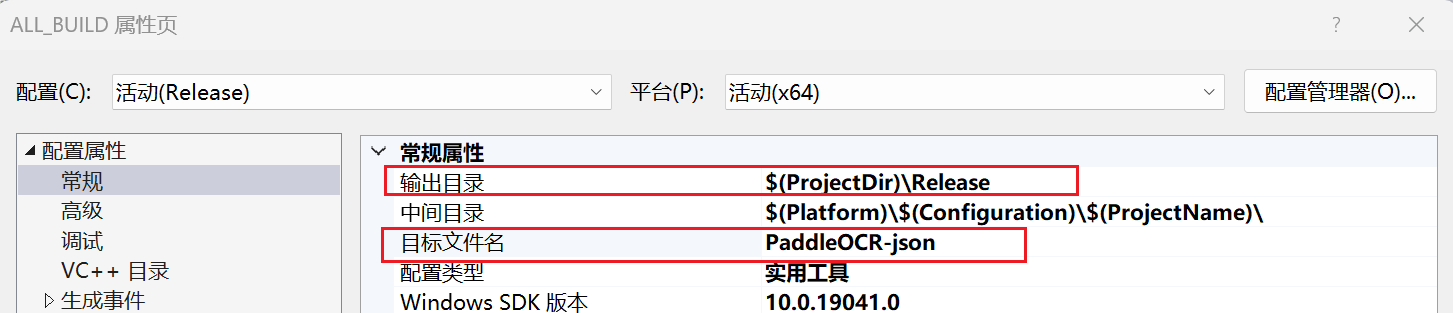 ALL_BUILD 属性页
配置(C): 活动(Release) 平台(P): 活动(x64) 配置管理器(O)...
配置属性
常规
高级
调试
VC++ 目录
生成事件
常规属性
输出目录 $(ProjectDir)\Release
中间目录 $(Platform)\$(Configuration)\$(ProjectName)\
目标文件名 PaddleOCR-json
配置类型 实用工具
Windows SDK 版本 10.0.19041.0